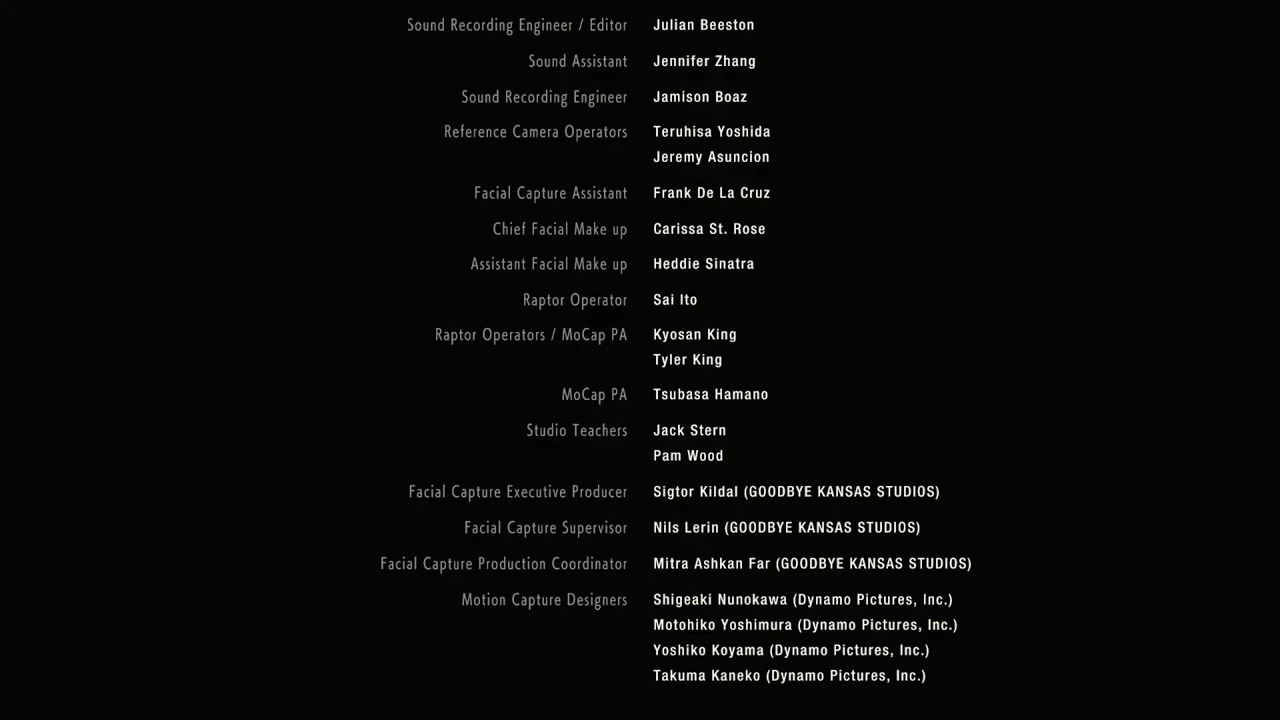 Sound Recording Engineer / Editor Julian Beeston
Sound Assistant Jennifer Zhang
Sound Recording Engineer Jamison Boaz
Reference Camera Operators Teruhisa Yoshida
Jeremy Asuncion
Facial Capture Assistant Frank De La Cruz
Chief Facial Make up Carissa St. Rose
Assistant Facial Make up Heddie Sinatra
Raptor Operator Sai Ito
Raptor Operators / MoCap PA Kyosan King
Tyler King
MoCap PA Tsubasa Hamano
Studio Teachers Jack Stern
Pam Wood
Facial Capture Executive Producer Sigtor Kildal (GOODBYE KANSAS STUDIOS)
Facial Capture Supervisor Nils Lerin (GOODBYE KANSAS STUDIOS)
Facial Capture Production Coordinator Mitra Ashkan Far (GOODBYE KANSAS STUDIOS)
Motion Capture Designers Shigeaki Nunokawa (Dynamo Pictures, Inc.)
Motohiko Yoshimura (Dynamo Pictures, Inc.)
Yoshiko Koyama (Dynamo Pictures, Inc.)
Takuma Kaneko (Dynamo Pictures, Inc.)